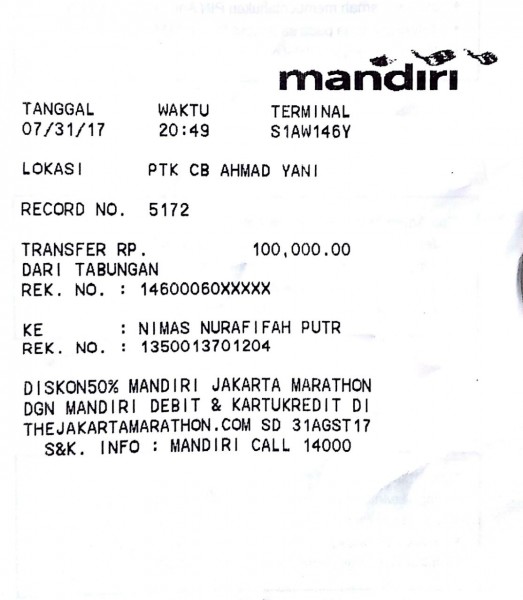 mandiri
TANGGAL WAKTU TERMINAL
07/31/17 20:49 S1AW146Y
LOKASI PTK CB AHMAD YANI
RECORD NO. 5172
TRANSFER RP. 100,000.00
DARI TABUNGAN
REK. NO. : 14600060XXXXX
KE : NIMAS NURAFIFAH PUTR
REK. NO. : 1350013701204
DISKON50% MANDIRI JAKARTA MARATHON
DGN MANDIRI DEBIT & KARTUKREDIT DI
THEJAKARTAMARATHON.COM SD 31AGST17
S&K. INFO : MANDIRI CALL 14000